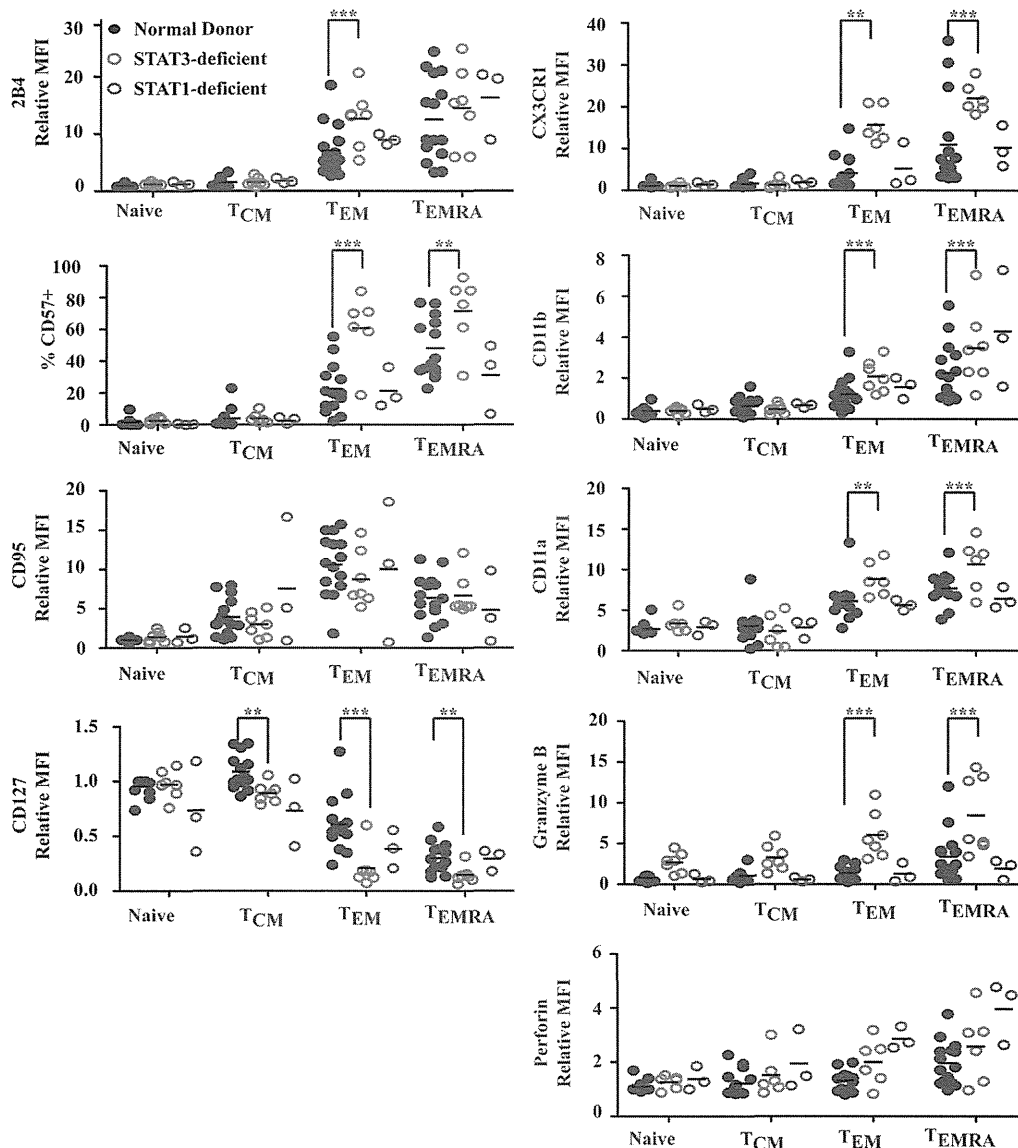 2B4
Relative MFI
30
20
10
0
Normal Donor
STAT3-deficient
STAT1-deficient
***
Naive
TCM
TEM
TEMRA
CX3CR1
Relative MFI
40
30
20
10
0
**
***
Naive
TCM
TEM
TEMRA
% CD57+
100
80
60
40
20
0
***
**
Naive
TCM
TEM
TEMRA
CD11b
Relative MFI
8
6
4
2
0
***
***
Naive
TCM
TEM
TEMRA
CD95
Relative MFI
20
15
10
5
0
Naive
TCM
TEM
TEMRA
CD11a
Relative MFI
20
15
10
5
0
**
***
Naive
TCM
TEM
TEMRA
CD127
Relative MFI
1.5
1.0
0.5
0.0
**
***
**
Naive
TCM
TEM
TEMRA
Granzyme B
Relative MFI
20
15
10
5
0
***
***
Naive
TCM
TEM
TEMRA
Perforin
Relative MFI
6
4
2
0
Naive
TCM
TEM
TEMRA